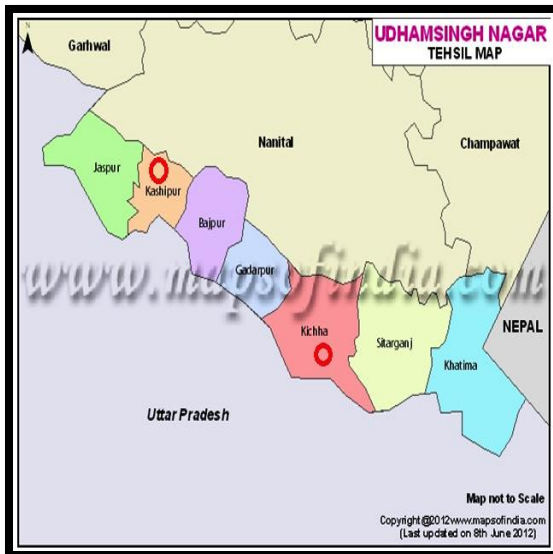 UDHAMSINGH NAGAR
TEHSIL MAP
N
Garhwal
Nanital
Champawat
Jaspur
Kashipur
Bajpur
Gadarpur
www.mapsofindia.com
Kichha
Sitarganj
Khatima
NEPAL
Uttar Pradesh
Map not to Scale
Copyright@2012www.mapsofindia.com
(Last updated on 8th June 2012)